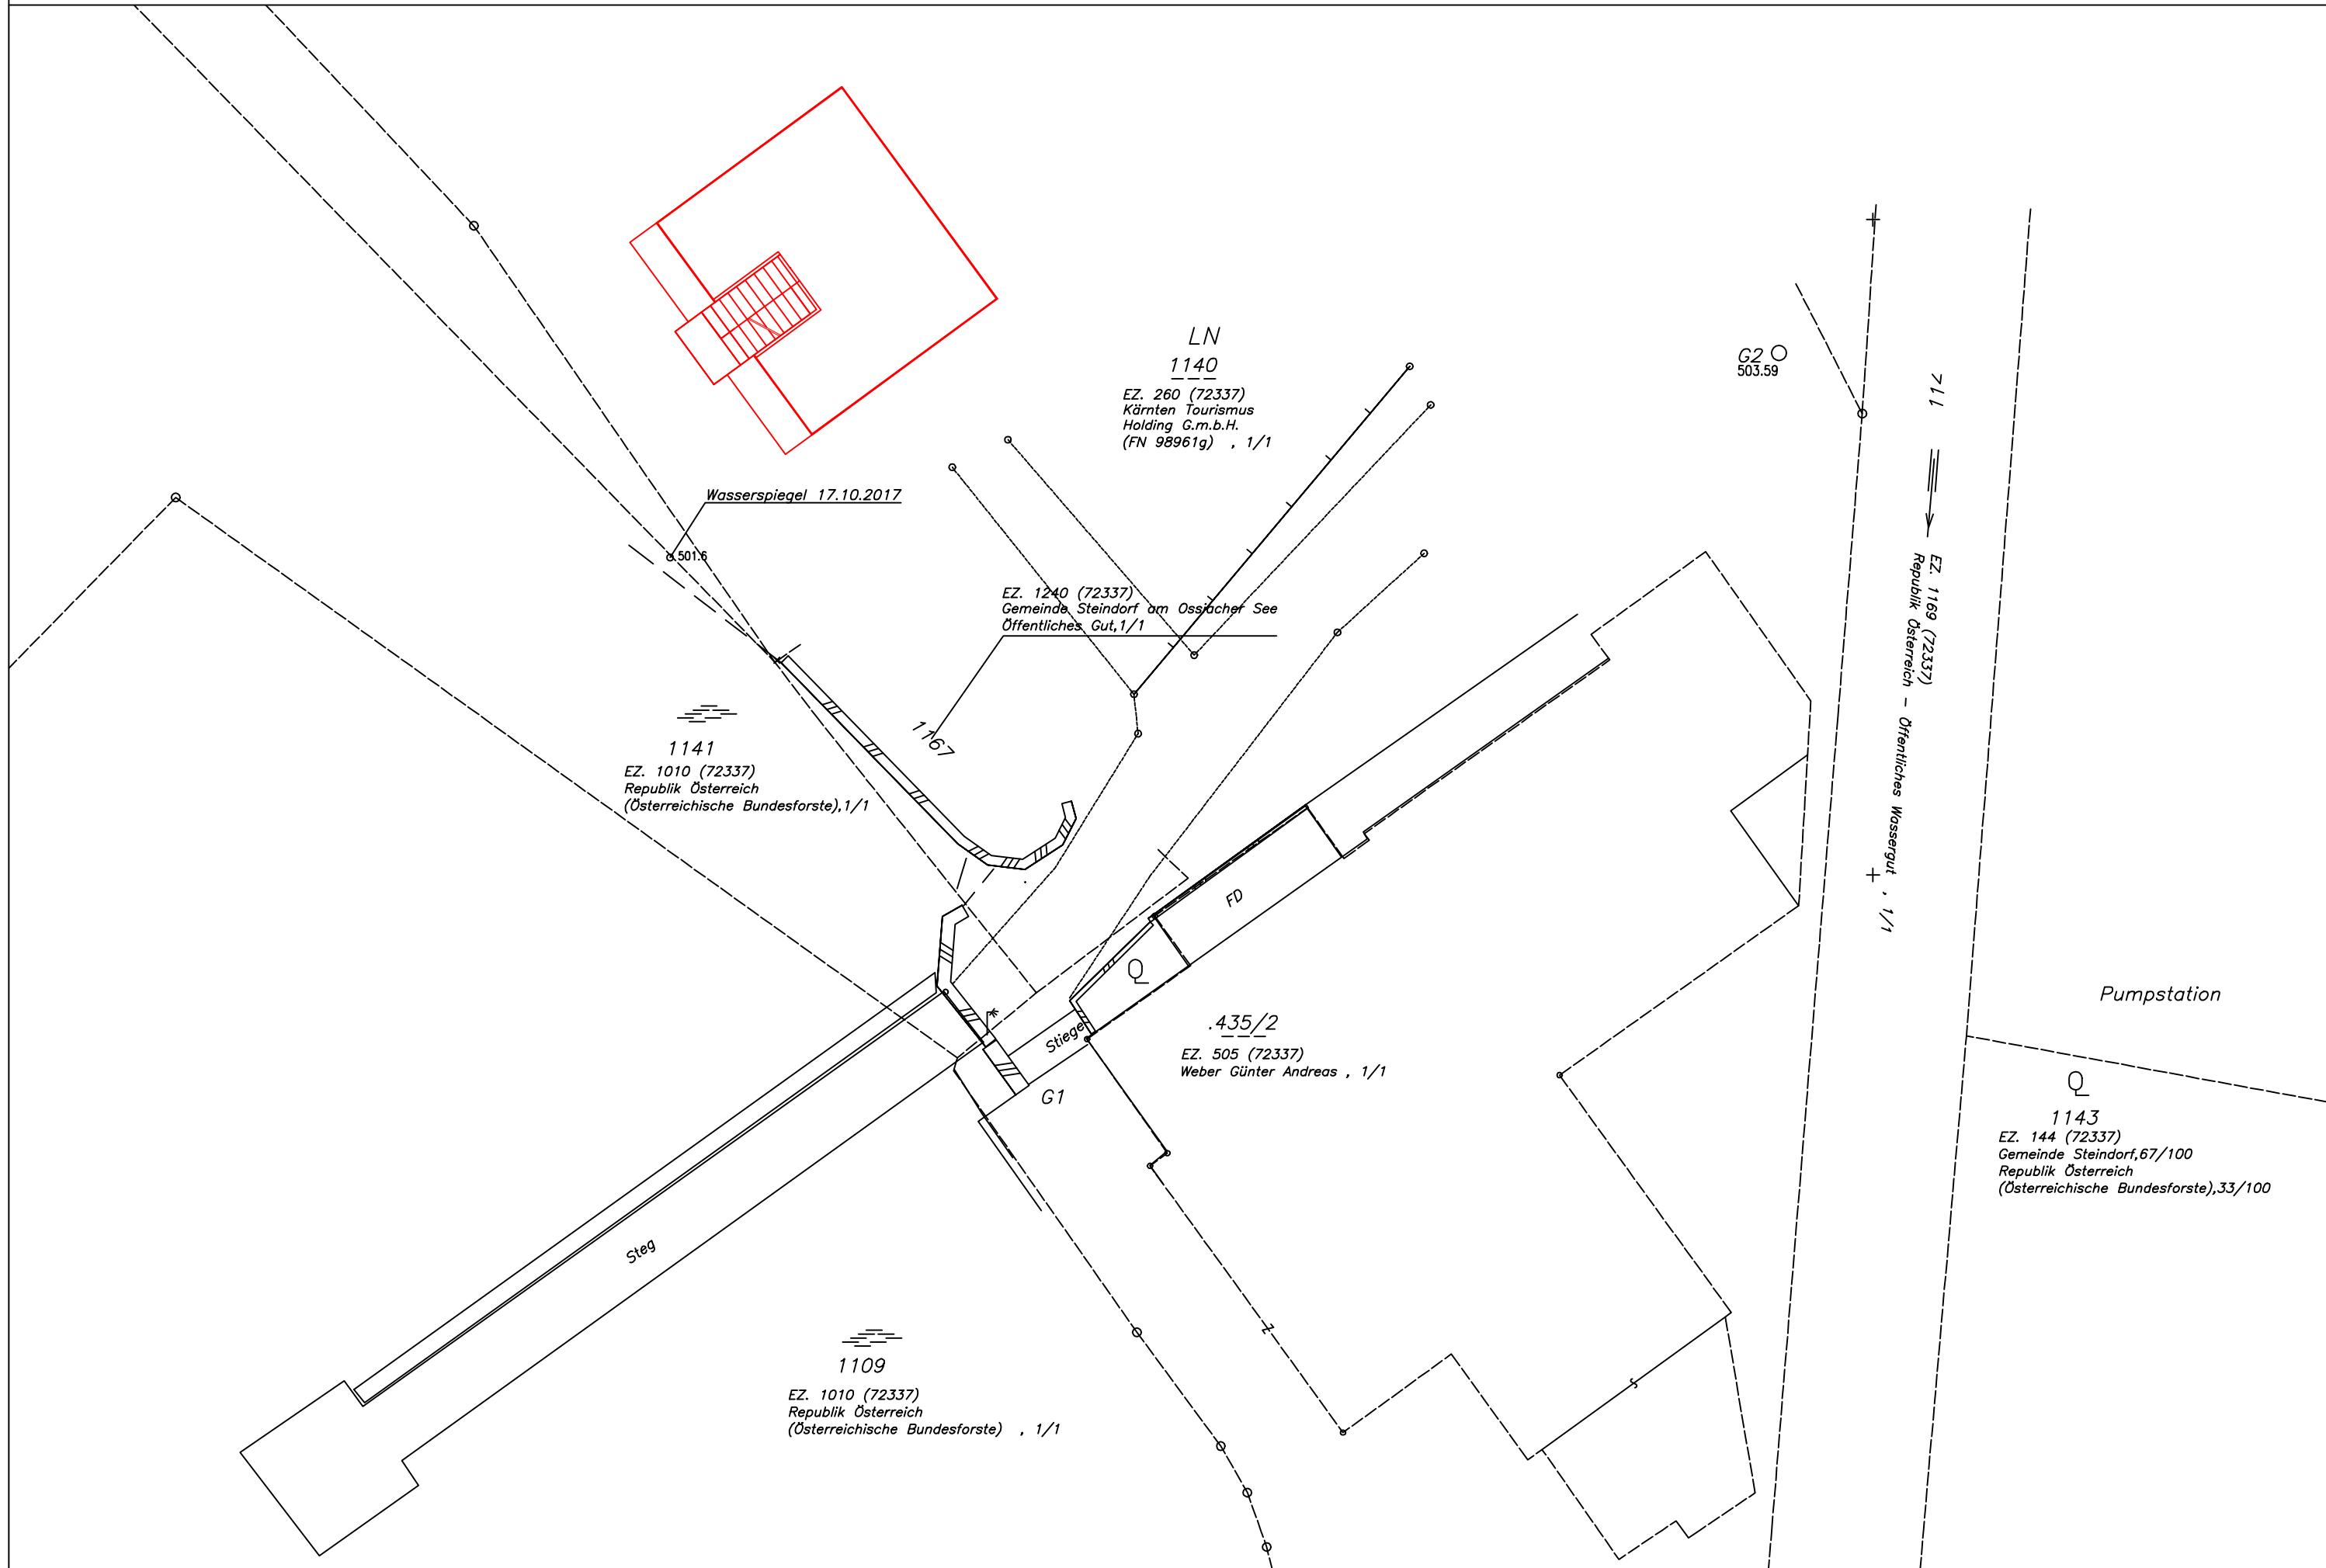 LN
1140
EZ. 260 (72337)
Kärnten Tourismus
Holding G.m.b.H.
(FN 98961g) , 1/1
G2
503.59
711
EZ. 1169 (72337)
Republik Österreich - Öffentliches Wassergut , 1/1
Wasserspiegel 17.10.2017
501.6
EZ. 1240 (72337)
Gemeinde Steindorf am Ossiacher See
Öffentliches Gut,1/1
1167
1141
EZ. 1010 (72337)
Republik Österreich
(Österreichische Bundesforste),1/1
FD
Stiege
G1
.435/2
EZ. 505 (72337)
Weber Günter Andreas , 1/1
Pumpstation
1143
EZ. 144 (72337)
Gemeinde Steindorf,67/100
Republik Österreich
(Österreichische Bundesforste),33/100
Steg
1109
EZ. 1010 (72337)
Republik Österreich
(Österreichische Bundesforste) , 1/1